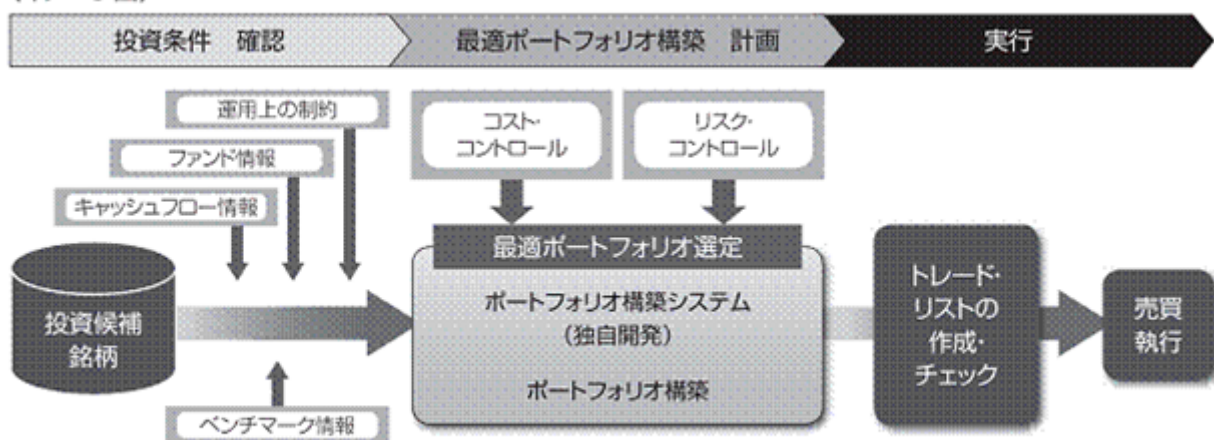 投資条件 確認
最適ポートフォリオ構築 計画
実行
運用上の制約
ファンド情報
キャッシュフロー情報
コスト・
コントロール
リスク・
コントロール
投資候補
銘柄
ベンチマーク情報
最適ポートフォリオ選定
ポートフォリオ構築システム
（独自開発）
ポートフォリオ構築
トレード・
リストの
作成・
チェック
売買
執行